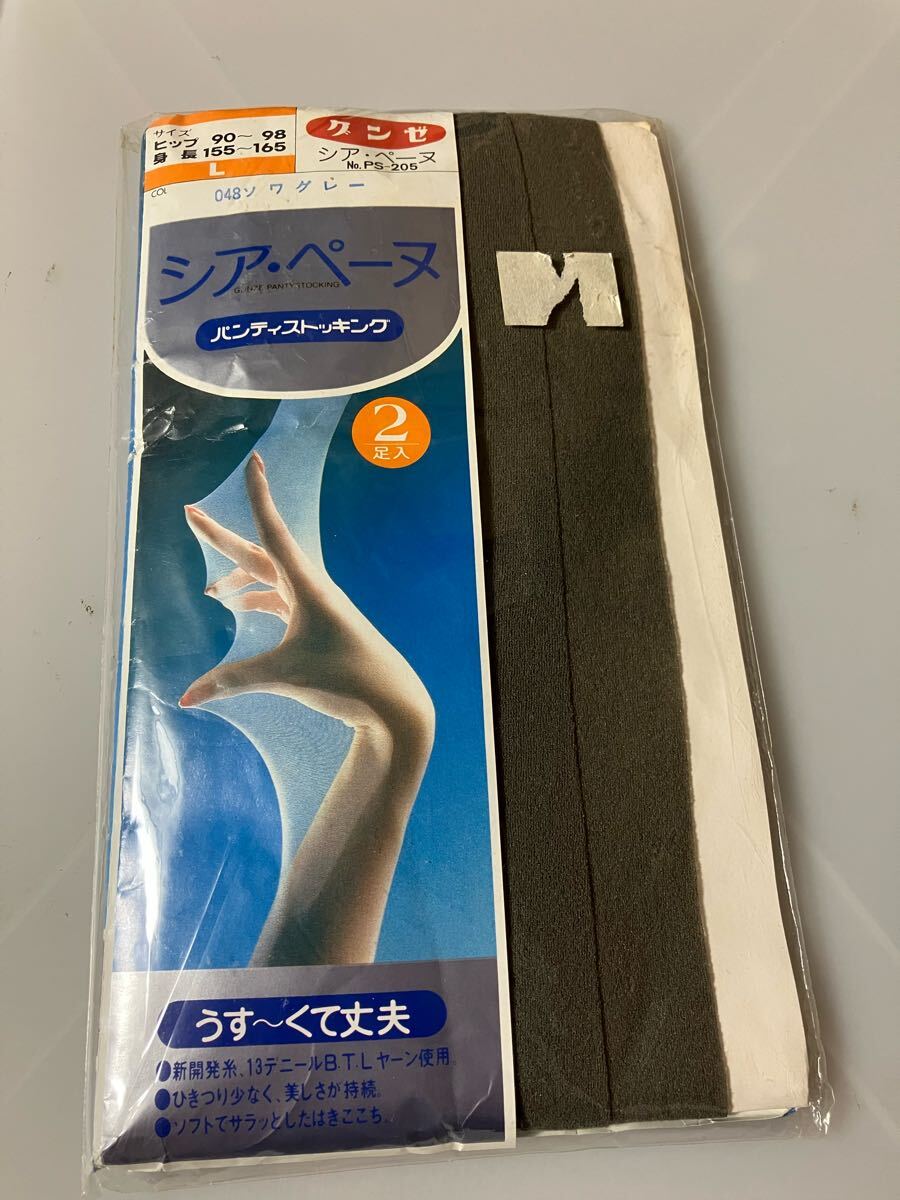 サイズ
ヒップ 90〜98
身長 155〜165
L
グンゼ
シア・ペーヌ
No. PS-205
COL
048ソワグレー
シア・ペーヌ
GUNZE PANTYSTOCKING
パンティストッキング
2
足入
うす〜くて丈夫
●新開発糸、13デニールB.T.Lヤーン使用。
●ひきつり少なく、美しさが持続。
●ソフトでサラッとしたはきごこち。